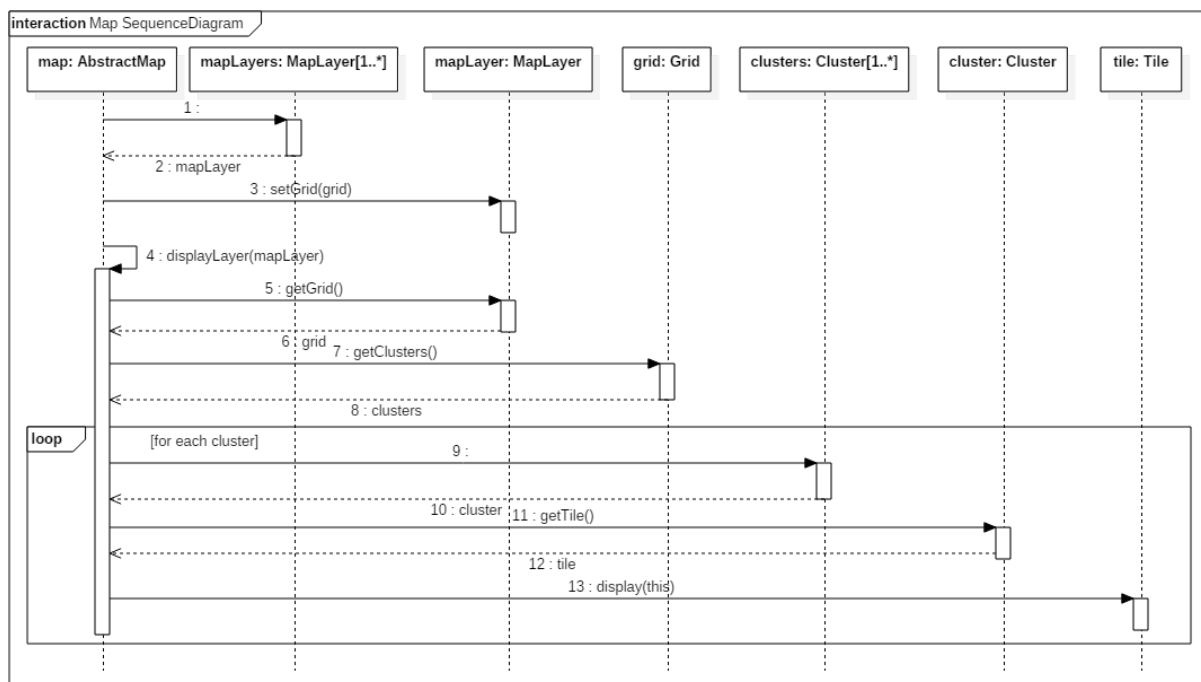 interaction Map SequenceDiagram
map: AbstractMap
mapLayers: MapLayer[1..*]
mapLayer: MapLayer
grid: Grid
clusters: Cluster[1..*]
cluster: Cluster
tile: Tile
1 :
2 : mapLayer
3 : setGrid(grid)
4 : displayLayer(mapLayer)
5 : getGrid()
6 : grid
7 : getClusters()
8 : clusters
loop
[for each cluster]
9 :
10 : cluster
11 : getTile()
12 : tile
13 : display(this)